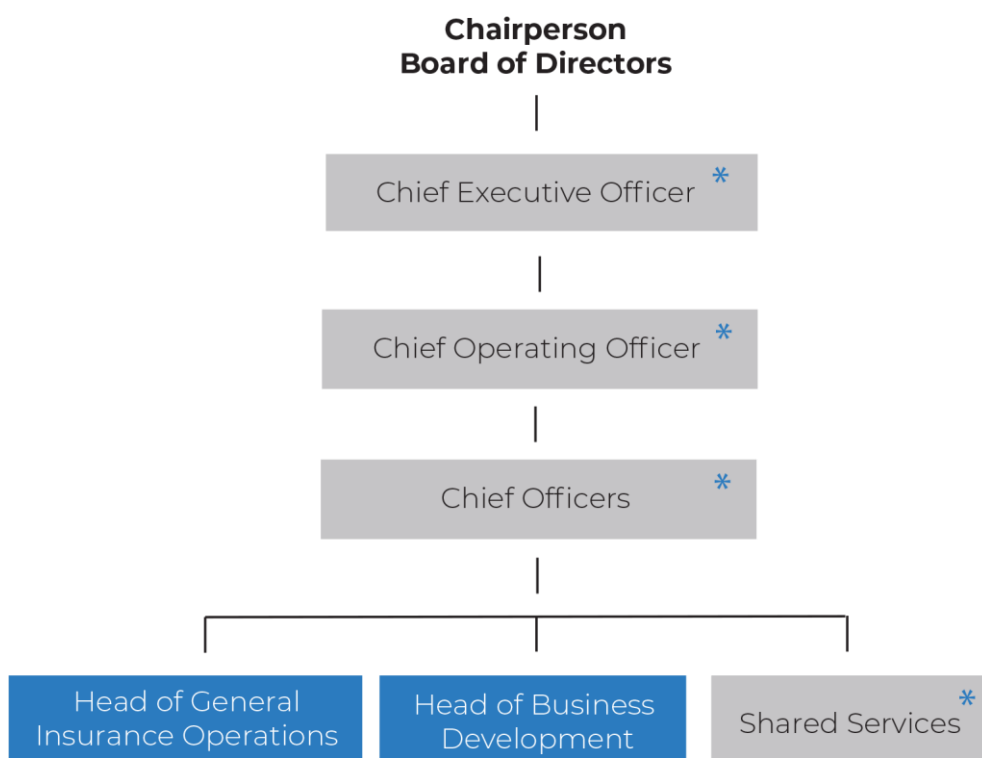 Chairperson
Board of Directors
Chief Executive Officer *
Chief Operating Officer *
Chief Officers *
Head of General
Insurance Operations
Head of Business
Development
Shared Services *